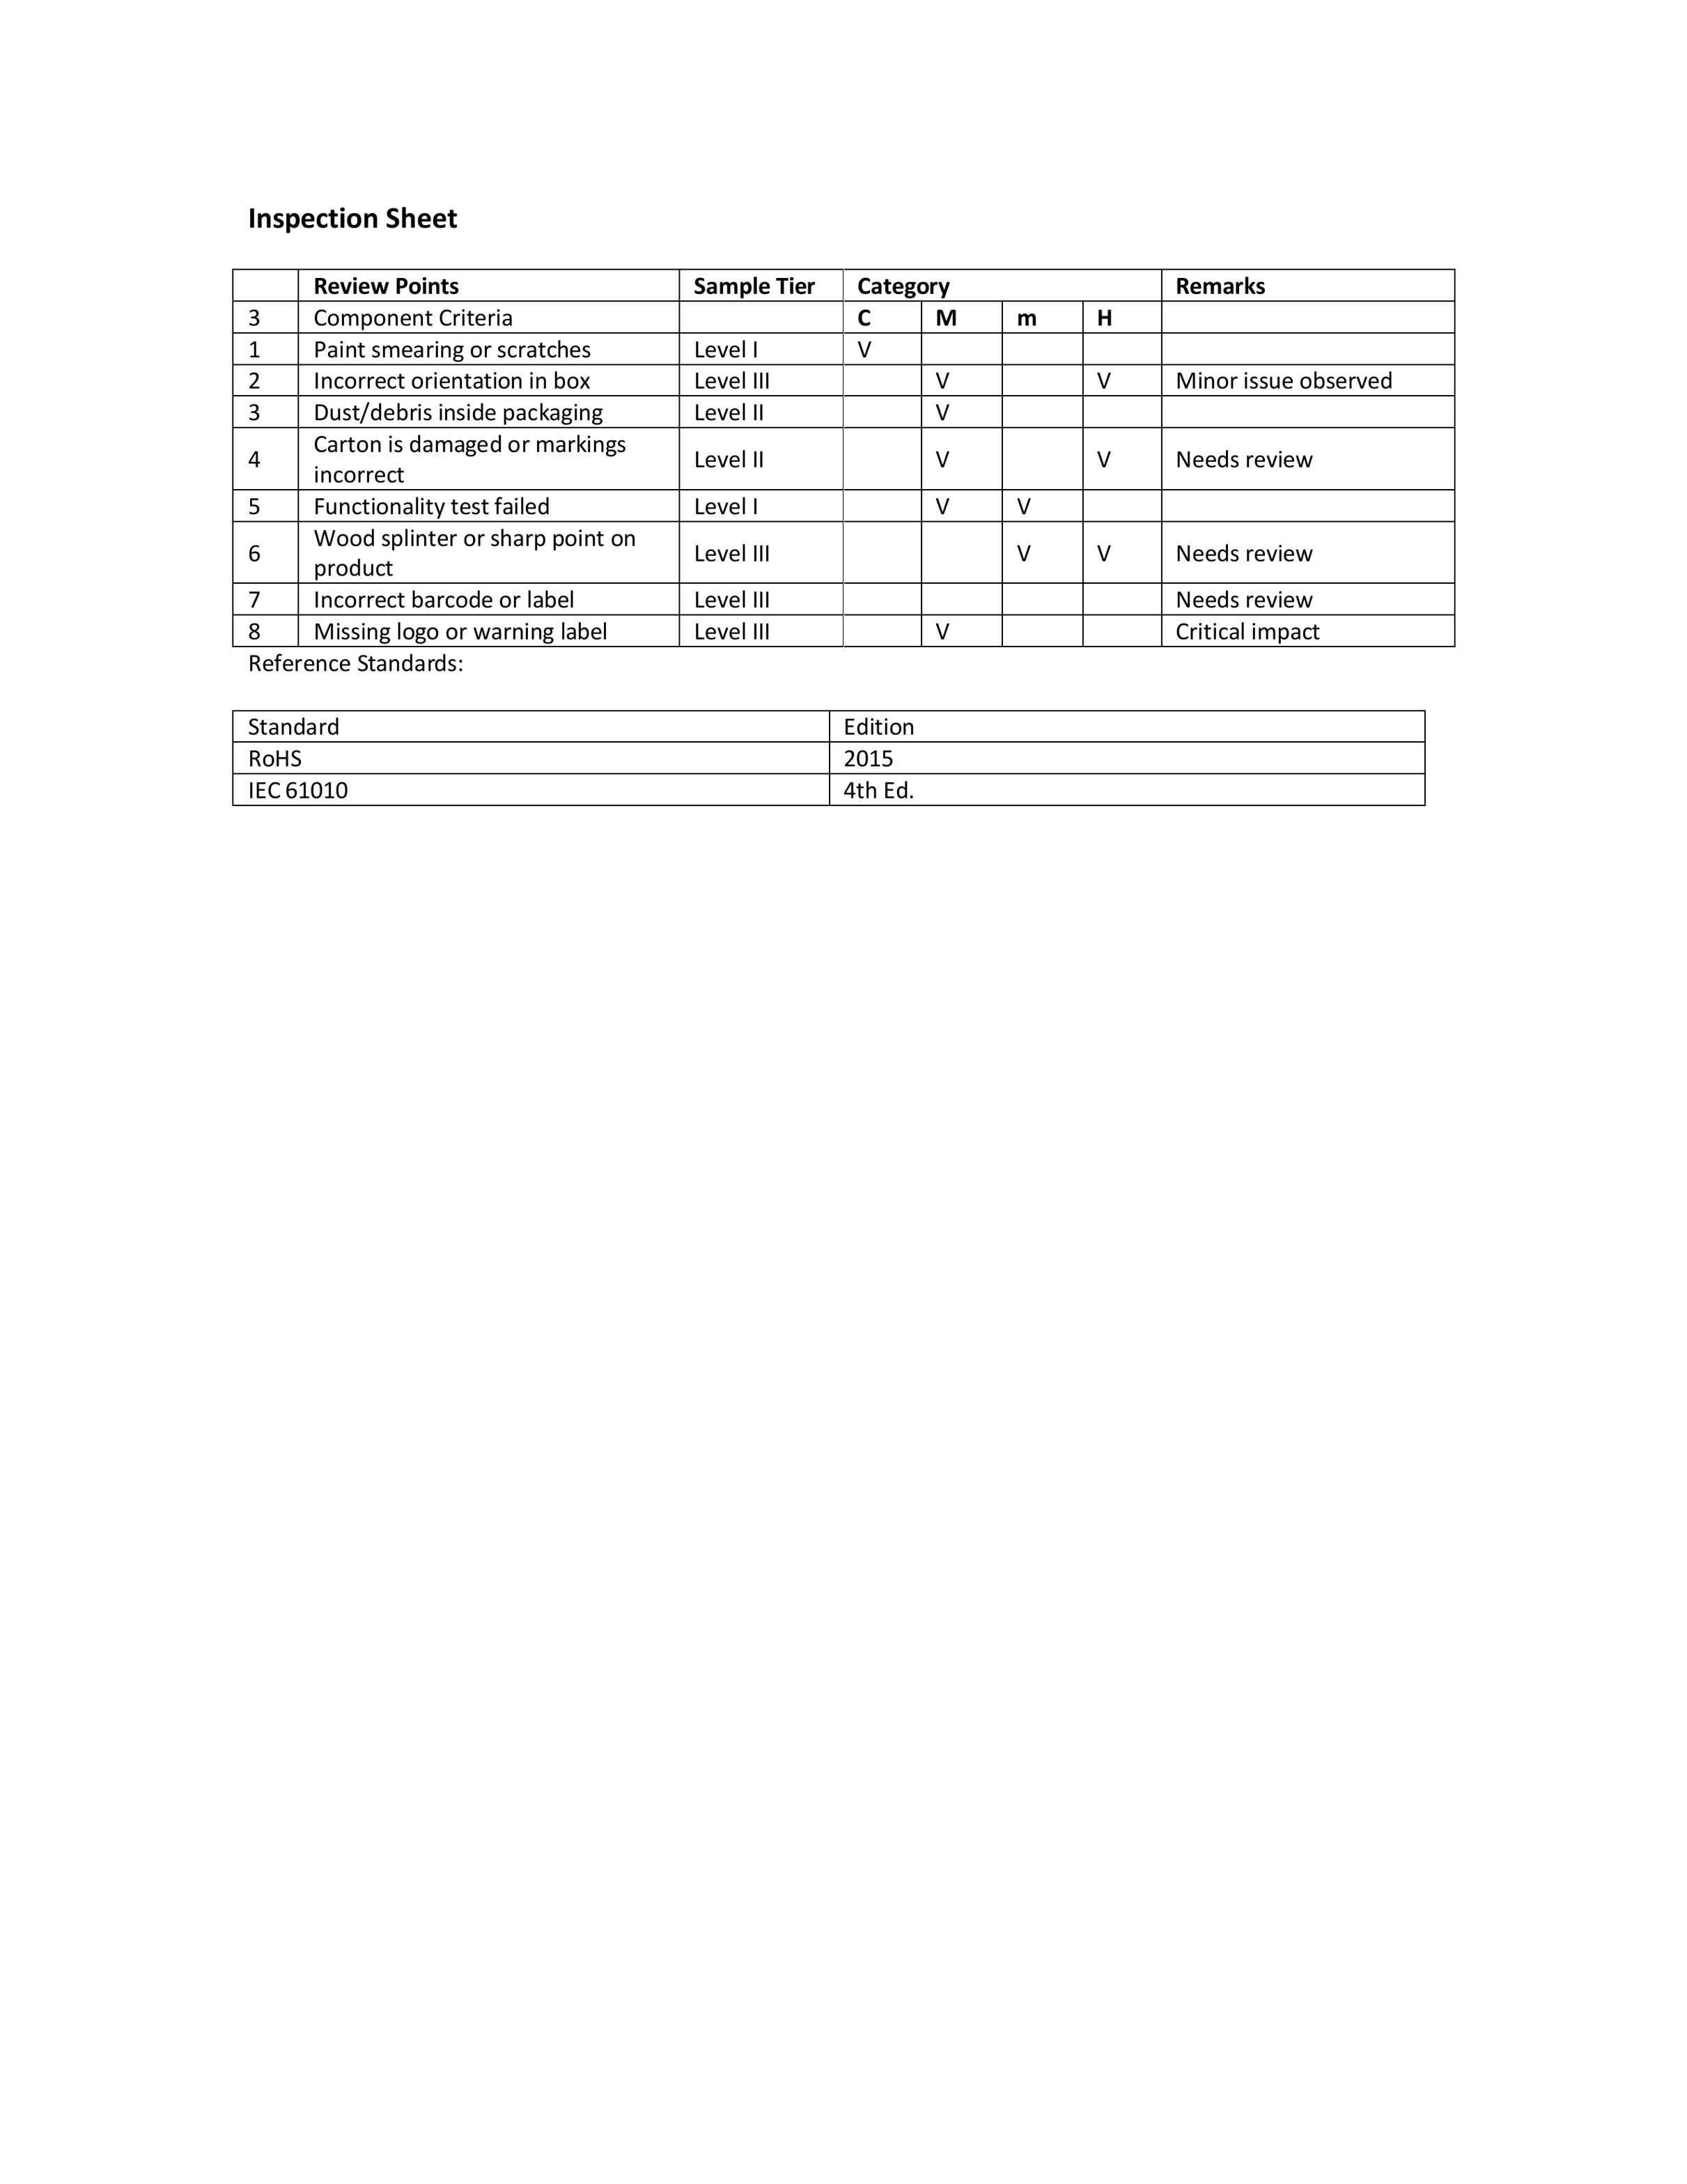 Inspection Sheet
Review Points Sample Tier Category Remarks
3 Component Criteria C M m H
1 Paint smearing or scratches Level I V
2 Incorrect orientation in box Level III V V Minor issue observed
3 Dust/debris inside packaging Level II V
4 Carton is damaged or markings incorrect Level II V V Needs review
5 Functionality test failed Level I V V
6 Wood splinter or sharp point on product Level III V V Needs review
7 Incorrect barcode or label Level III Needs review
8 Missing logo or warning label Level III V Critical impact
Reference Standards:
Standard Edition
RoHS 2015
IEC 61010 4th Ed.